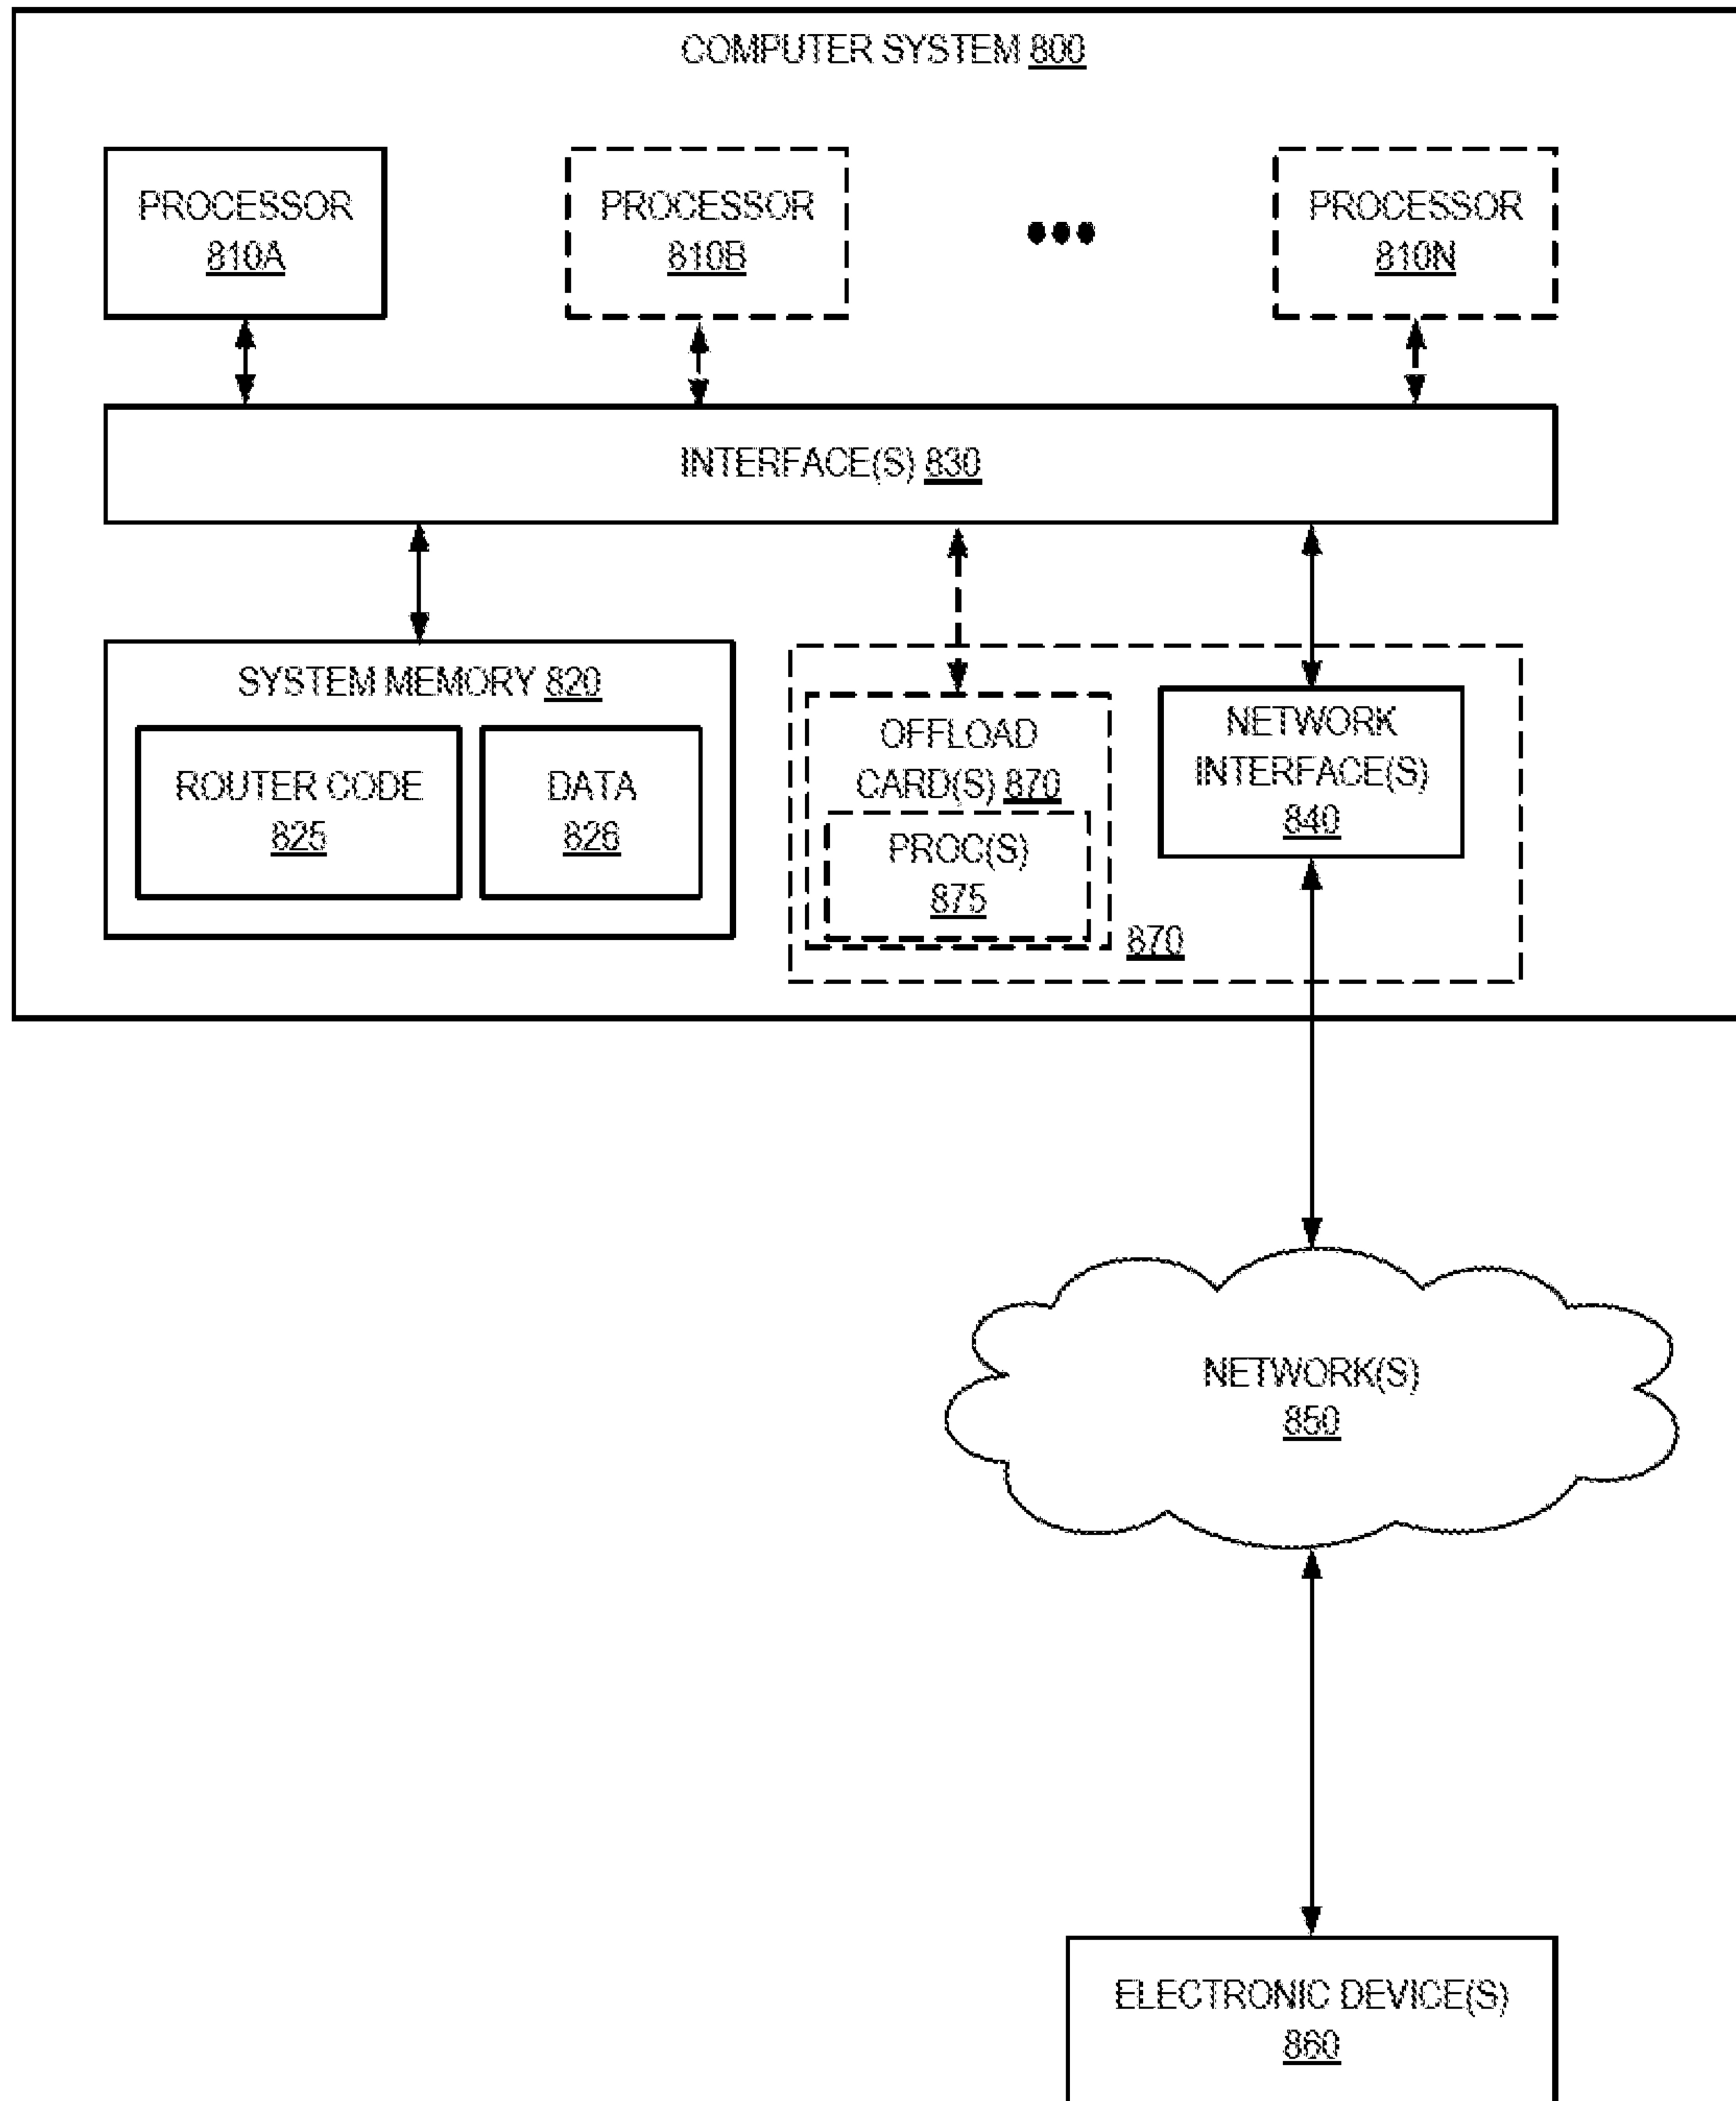 COMPUTER SYSTEM 800
PROCESSOR
810A
PROCESSOR
810B
PROCESSOR
810N
INTERFACE(S) 830
SYSTEM MEMORY 820
ROUTER CODE
825
DATA
826
OFFLOAD
CARD(S) 870
PROC(S)
875
870
NETWORK
INTERFACE(S)
840
NETWORK(S)
850
ELECTRONIC DEVICE(S)
860